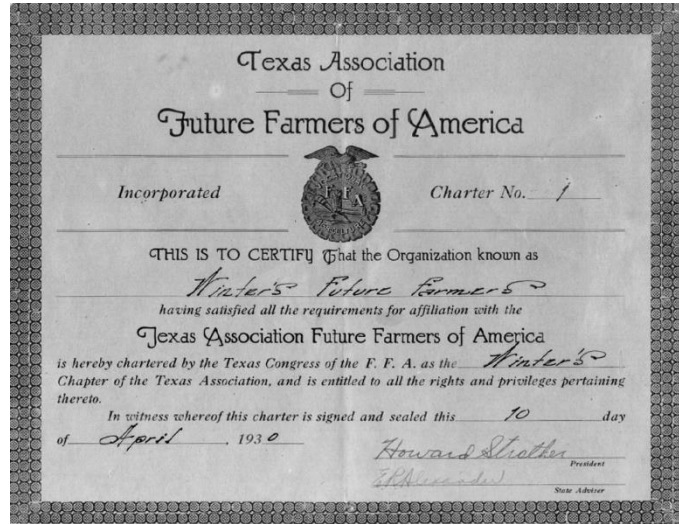 Texas Association
Of
Future Farmers of America
Incorporated
Charter No. 1
F F A
THIS IS TO CERTIFY That the Organization known as
Winter's Future Farmers
having satisfied all the requirements for affiliation with the
Texas Association Future Farmers of America
is hereby chartered by the Texas Congress of the F. F. A. as the Winter's
Chapter of the Texas Association, and is entitled to all the rights and privileges pertaining
thereto.
In witness whereof this charter is signed and sealed this 10 day
of April, 1930
Howard Strother
President
E.R. Alexander
State Adviser